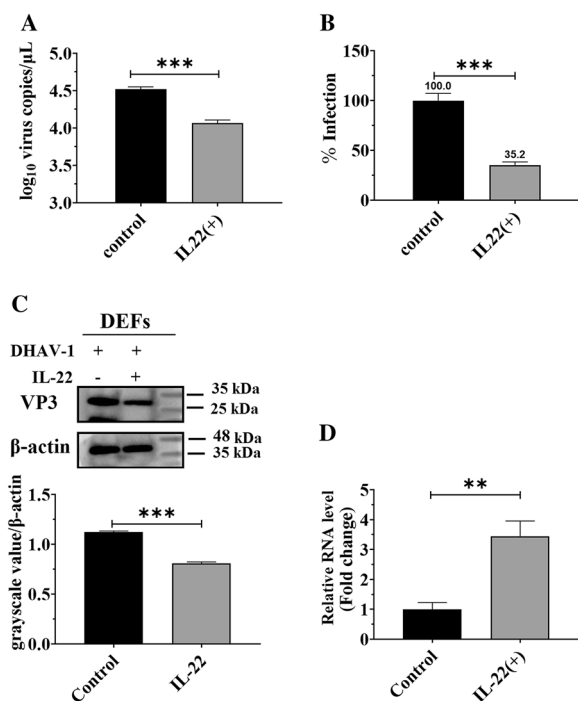 A
log10 virus copies/μL
5.0
4.5
4.0
3.5
3.0
***
control
IL22(+)
B
% Infection
150
100
50
0
***
100.0
35.2
control
IL22(+)
C
DEFs
DHAV-1 + +
IL-22 - +
VP3
35 kDa
25 kDa
β-actin
48 kDa
35 kDa
grayscale value/β-actin
1.5
1.0
0.5
0.0
***
Control
IL-22
D
Relative RNA level
(Fold change)
5
4
3
2
1
0
**
Control
IL-22(+)